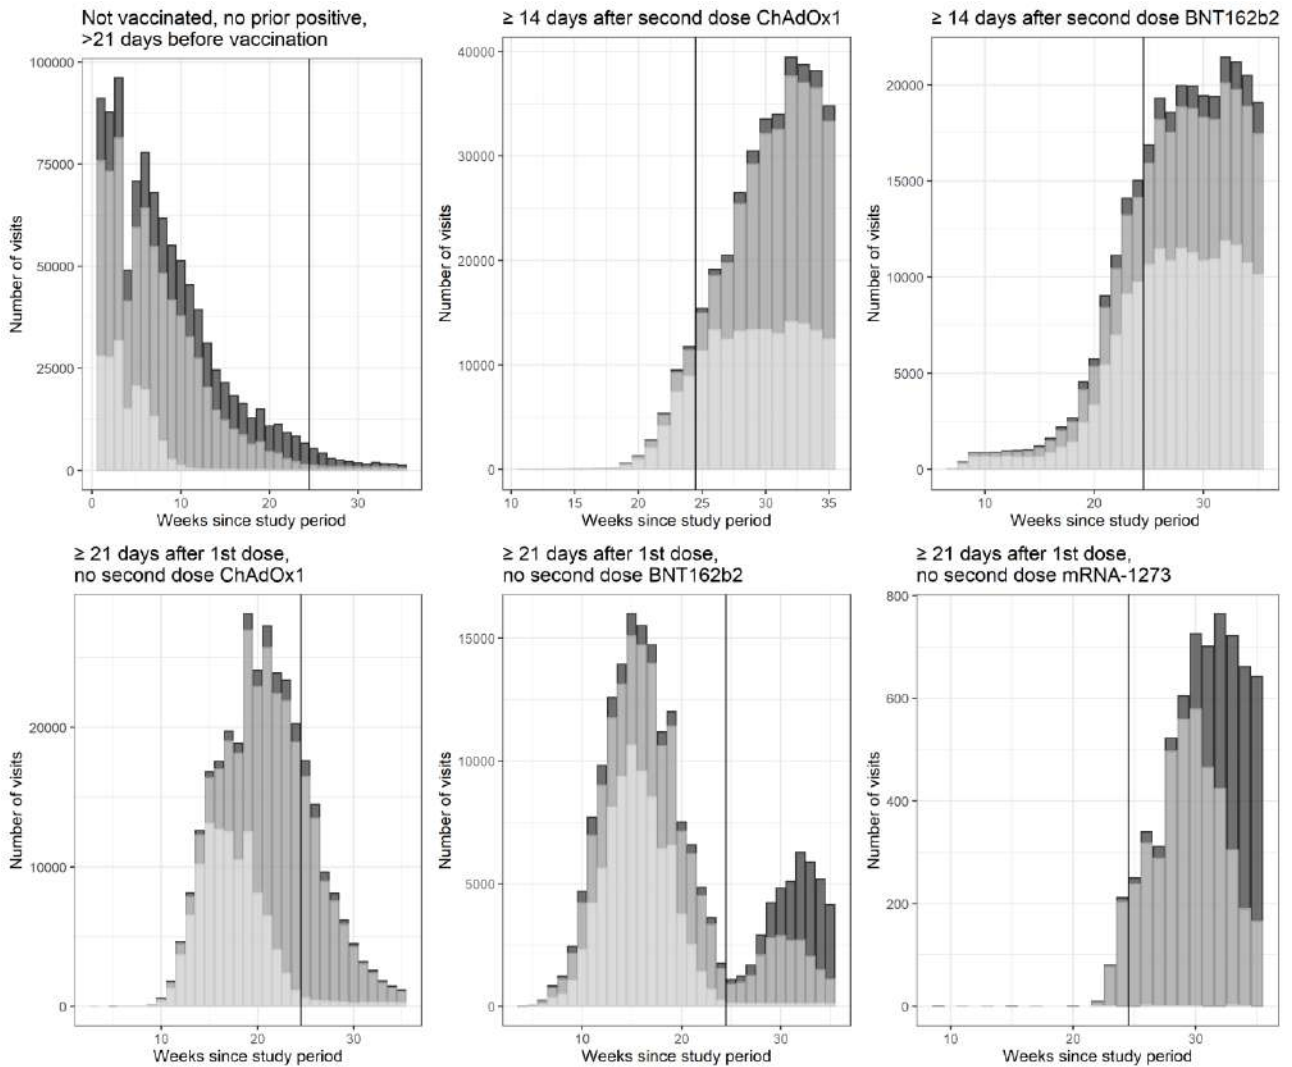 Not vaccinated, no prior positive,
>21 days before vaccination
100000
75000
50000
25000
0
Number of visits
0 10 20 30
Weeks since study period
≥ 14 days after second dose ChAdOx1
40000
30000
20000
10000
0
Number of visits
10 15 20 25 30 35
Weeks since study period
≥ 14 days after second dose BNT162b2
20000
15000
10000
5000
0
Number of visits
10 20 30
Weeks since study period
≥ 21 days after 1st dose,
no second dose ChAdOx1
20000
10000
0
Number of visits
10 20 30
Weeks since study period
≥ 21 days after 1st dose,
no second dose BNT162b2
15000
10000
5000
0
Number of visits
10 20 30
Weeks since study period
≥ 21 days after 1st dose,
no second dose mRNA-1273
800
600
400
200
0
Number of visits
10 20 30
Weeks since study period